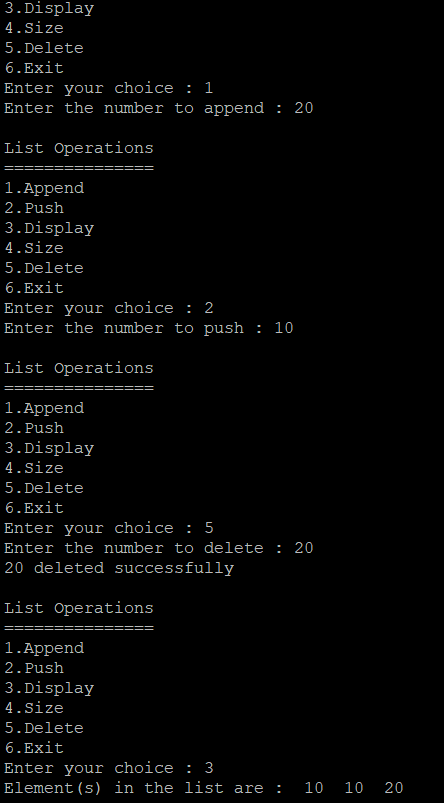 3.Display
4.Size
5.Delete
6.Exit
Enter your choice : 1
Enter the number to append : 20
List Operations
===============
1.Append
2.Push
3.Display
4.Size
5.Delete
6.Exit
Enter your choice : 2
Enter the number to push : 10
List Operations
===============
1.Append
2.Push
3.Display
4.Size
5.Delete
6.Exit
Enter your choice : 5
Enter the number to delete : 20
20 deleted successfully
List Operations
===============
1.Append
2.Push
3.Display
4.Size
5.Delete
6.Exit
Enter your choice : 3
Element(s) in the list are :  10  10  20